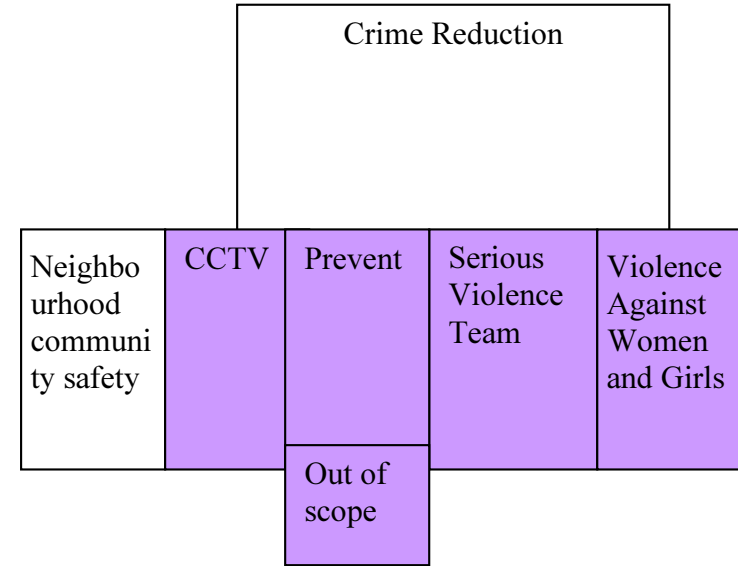 Crime Reduction
Neighbo
urhood
communi
ty safety
CCTV
Prevent
Serious
Violence
Team
Violence
Against
Women
and Girls
Out of
scope